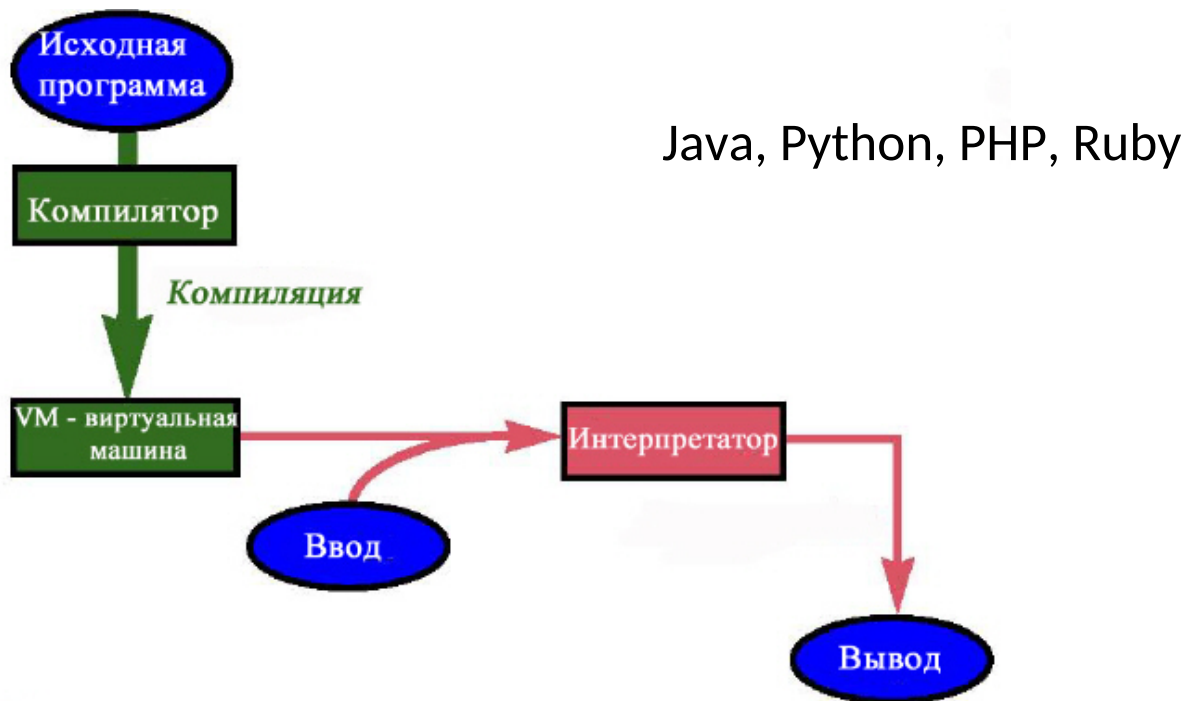 Исходная
программа
Java, Python, PHP, Ruby
Компилятор
Компиляция
VM - виртуальная
машина
Интерпретатор
Ввод
Вывод